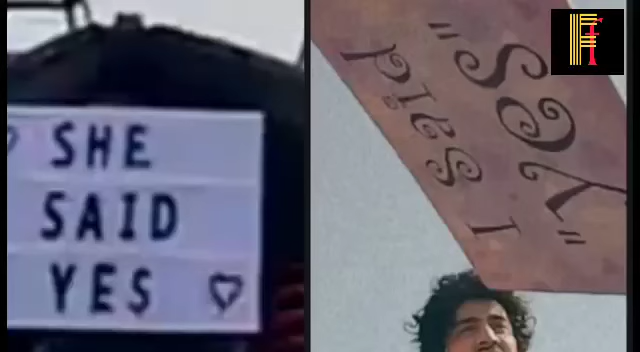 SHE
SAID
YES ♡
I said
"yes"